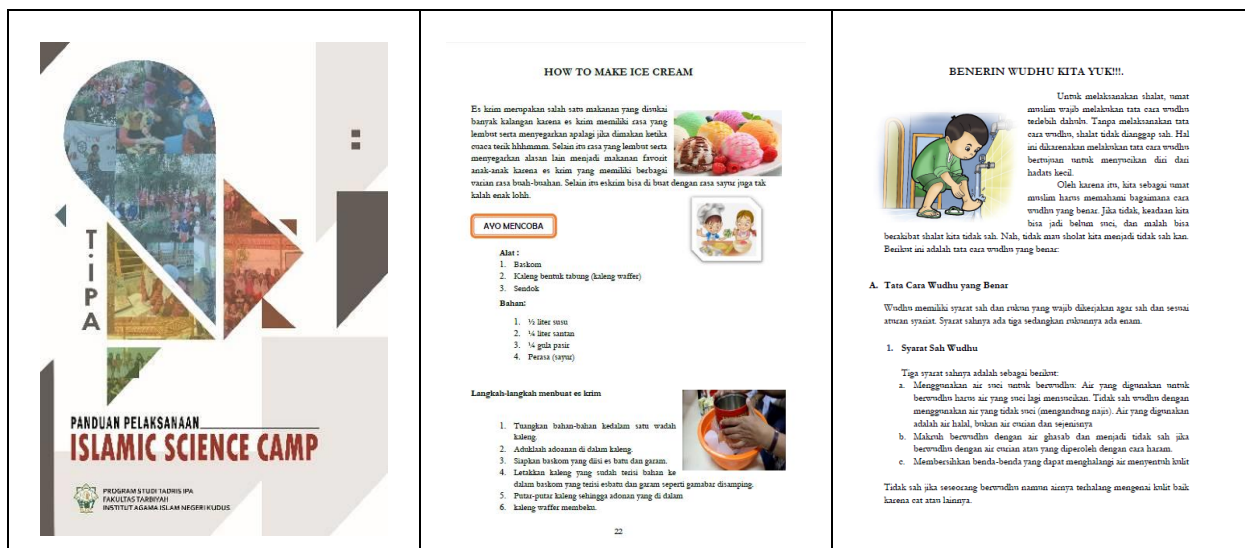 T.
I
P
A
PANDUAN PELAKSANAAN
ISLAMIC SCIENCE CAMP
PROGRAM STUDI TADRIS IPA
FAKULTAS TARBIYAH
INSTITUT AGAMA ISLAM NEGERI KUDUS
HOW TO MAKE ICE CREAM
Es krim merupakan salah satu makanan yang disukai
banyak kalangan karena es krim memiliki rasa yang
lembut serta menyegarkan apalagi jika dimakan ketika
cuaca terik hhhmmm. Selain itu rasa yang lembut serta
menyegarkan alasan lain menjadi makanan favorit
anak-anak karena es krim yang memiliki berbagai
varian rasa buah-buahan. Selain itu eskrim bisa di buat dengan rasa sayur juga tak
kalah enak lohh.
AYO MENCOBA
Alat :
1. Baskom
2. Kaleng bentuk tabung (kaleng waffer)
3. Sendok
Bahan:
1. ½ liter susu
2. ¼ liter santan
3. ¼ gula pasir
4. Perasa (sayur)
Langkah-langkah menbuat es krim
1. Tuangkan bahan-bahan kedalam satu wadah
kaleng.
2. Aduklaah adoanan di dalam kaleng.
3. Siapkan baskom yang diisi es batu dan garam.
4. Letakkan kaleng yang sudah terisi bahan ke
dalam baskom yang terisi esbatu dan garam seperti gamabar disamping.
5. Putar-putar kaleng sehingga adonan yang di dalam
6. kaleng waffer membeku.
22
BENERIN WUDHU KITA YUK!!!.
Untuk melaksanakan shalat, umat
muslim wajib melakukan tata cara wudhu
terlebih dahulu. Tanpa melaksanakan tata
cara wudhu, shalat tidak dianggap sah. Hal
ini dikarenakan melakukan tata cara wudhu
bertujuan untuk menyucikan diri dari
hadats kecil.
Oleh karena itu, kita sebagai umat
muslim harus memahami bagaimana cara
wudhu yang benar. Jika tidak, keadaan kita
bisa jadi belum suci, dan malah bisa
berakibat shalat kita tidak sah. Nah, tidak mau sholat kita menjadi tidak sah kan.
Berikut ini adalah tata cara wudhu yang benar:
A. Tata Cara Wudhu yang Benar
Wudhu memiliki syarat sah dan rukun yang wajib dikerjakan agar sah dan sesuai
aturan syariat. Syarat sahnya ada tiga sedangkan rukunnya ada enam.
1. Syarat Sah Wudhu
Tiga syarat sahnya adalah sebagai berikut:
a. Menggunakan air suci untuk berwudhu: Air yang digunakan untuk
berwudhu harus air yang suci lagi mensucikan. Tidak sah wudhu dengan
menggunakan air yang tidak suci (mengandung najis). Air yang digunakan
adalah air halal, bukan air curian dan sejenisnya
b. Makruh berwudhu dengan air ghasab dan menjadi tidak sah jika
berwudhu dengan air curian atau yang diperoleh dengan cara haram.
c. Membersihkan benda-benda yang dapat menghalangi air menyentuh kulit
Tidak sah jika seseorang berwudhu namun airnya terhalang mengenai kulit baik
karena cat atau lainnya.